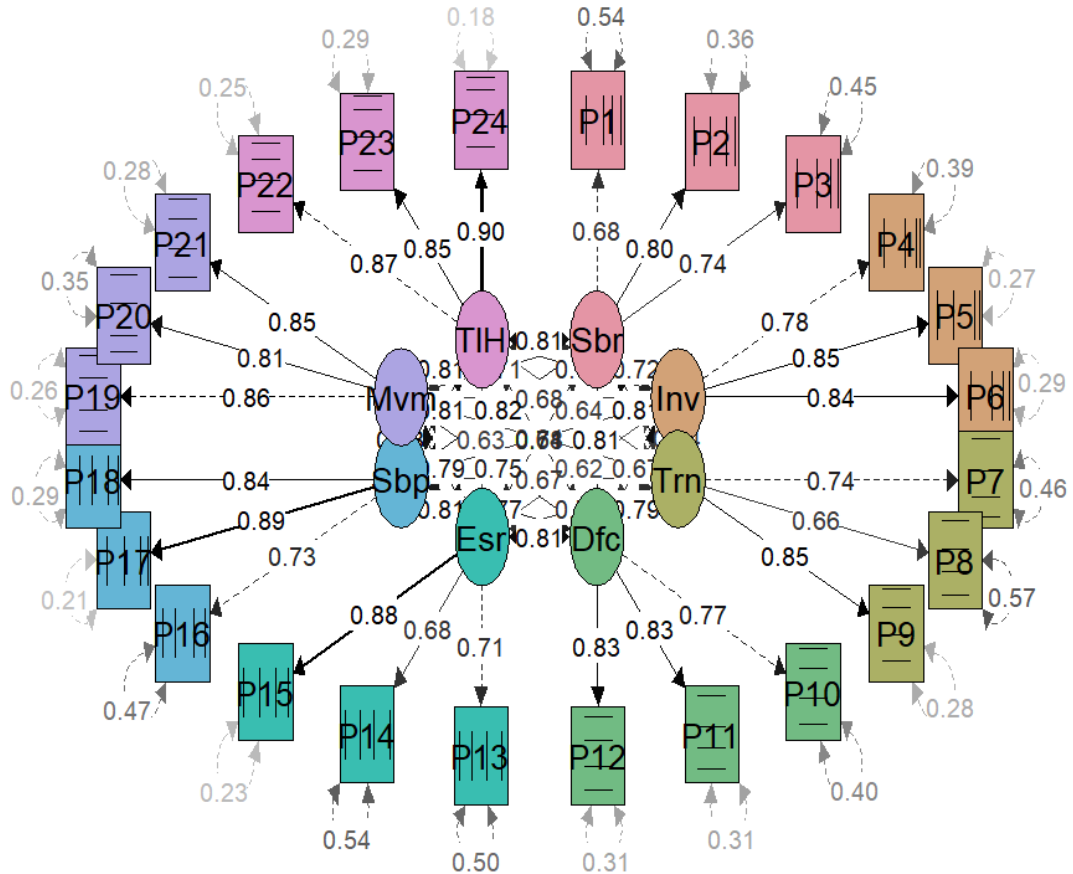 0.18 0.54
0.29 0.36
0.25 0.45
P24 P1
P23 P2
0.28 P22 P3 0.39
P21 P4
0.35 0.90 0.68 0.27
0.87 0.85 0.80 0.74
P20 P5
0.85 0.78
TIH 0.81 Sbr
0.81 0.85
0.26 P19 0.86 Mvm Inv 0.84 P6 0.29
0.68
0.82 0.64
0.63 0.81
0.29 P18 0.84 Sbp Trn 0.74 P7 0.46
0.79 0.75 0.67 0.62
0.89 0.66
Esr 0.81 Dfc
0.21 P17 0.73 0.85 P8 0.57
0.79
P16 0.88 0.68 0.71 0.83 0.83 0.77 P9
0.47 P15 P10 0.28
P14 P11
P13 P12
0.23 0.40
0.54 0.50 0.31 0.31